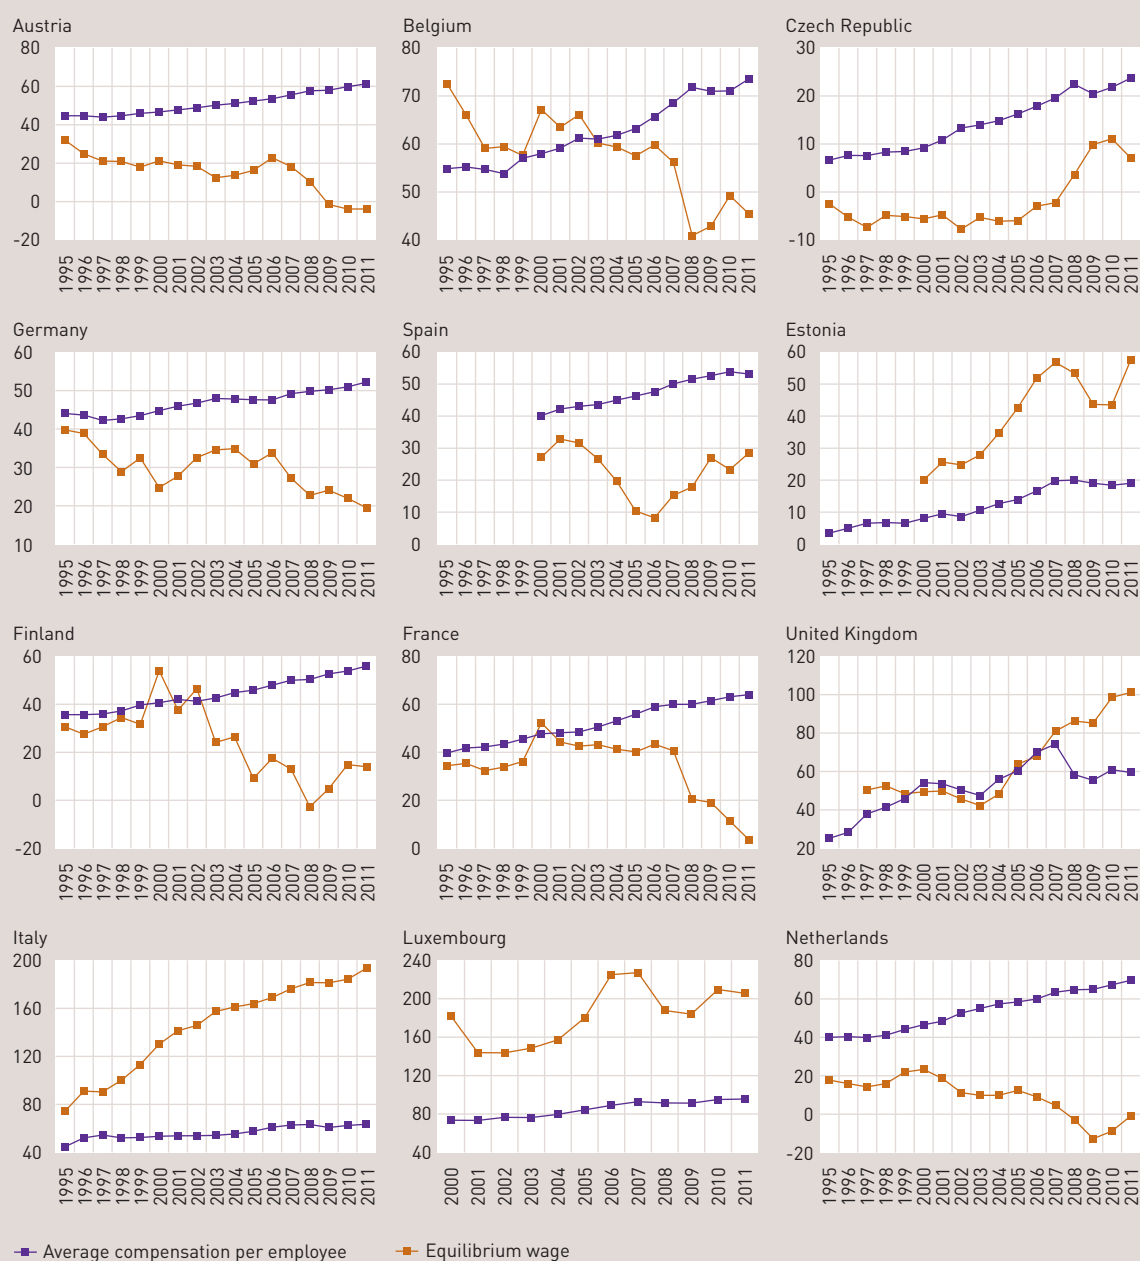 Austria
80
60
40
20
0
-20
1995 1996 1997 1998 1999 2000 2001 2002 2003 2004 2005 2006 2007 2008 2009 2010 2011
Belgium
80
70
60
50
40
1995 1996 1997 1998 1999 2000 2001 2002 2003 2004 2005 2006 2007 2008 2009 2010 2011
Czech Republic
30
20
10
0
-10
1995 1996 1997 1998 1999 2000 2001 2002 2003 2004 2005 2006 2007 2008 2009 2010 2011
Germany
60
50
40
30
20
10
1995 1996 1997 1998 1999 2000 2001 2002 2003 2004 2005 2006 2007 2008 2009 2010 2011
Spain
60
50
40
30
20
10
0
1995 1996 1997 1998 1999 2000 2001 2002 2003 2004 2005 2006 2007 2008 2009 2010 2011
Estonia
60
50
40
30
20
10
0
1995 1996 1997 1998 1999 2000 2001 2002 2003 2004 2005 2006 2007 2008 2009 2010 2011
Finland
60
40
20
0
-20
1995 1996 1997 1998 1999 2000 2001 2002 2003 2004 2005 2006 2007 2008 2009 2010 2011
France
80
60
40
20
0
1995 1996 1997 1998 1999 2000 2001 2002 2003 2004 2005 2006 2007 2008 2009 2010 2011
United Kingdom
120
100
80
60
40
20
1995 1996 1997 1998 1999 2000 2001 2002 2003 2004 2005 2006 2007 2008 2009 2010 2011
Italy
200
160
120
80
40
1995 1996 1997 1998 1999 2000 2001 2002 2003 2004 2005 2006 2007 2008 2009 2010 2011
Luxembourg
240
200
160
120
80
40
2000 2001 2002 2003 2004 2005 2006 2007 2008 2009 2010 2011
Netherlands
80
60
40
20
0
-20
1995 1996 1997 1998 1999 2000 2001 2002 2003 2004 2005 2006 2007 2008 2009 2010 2011
Average compensation per employee
Equilibrium wage